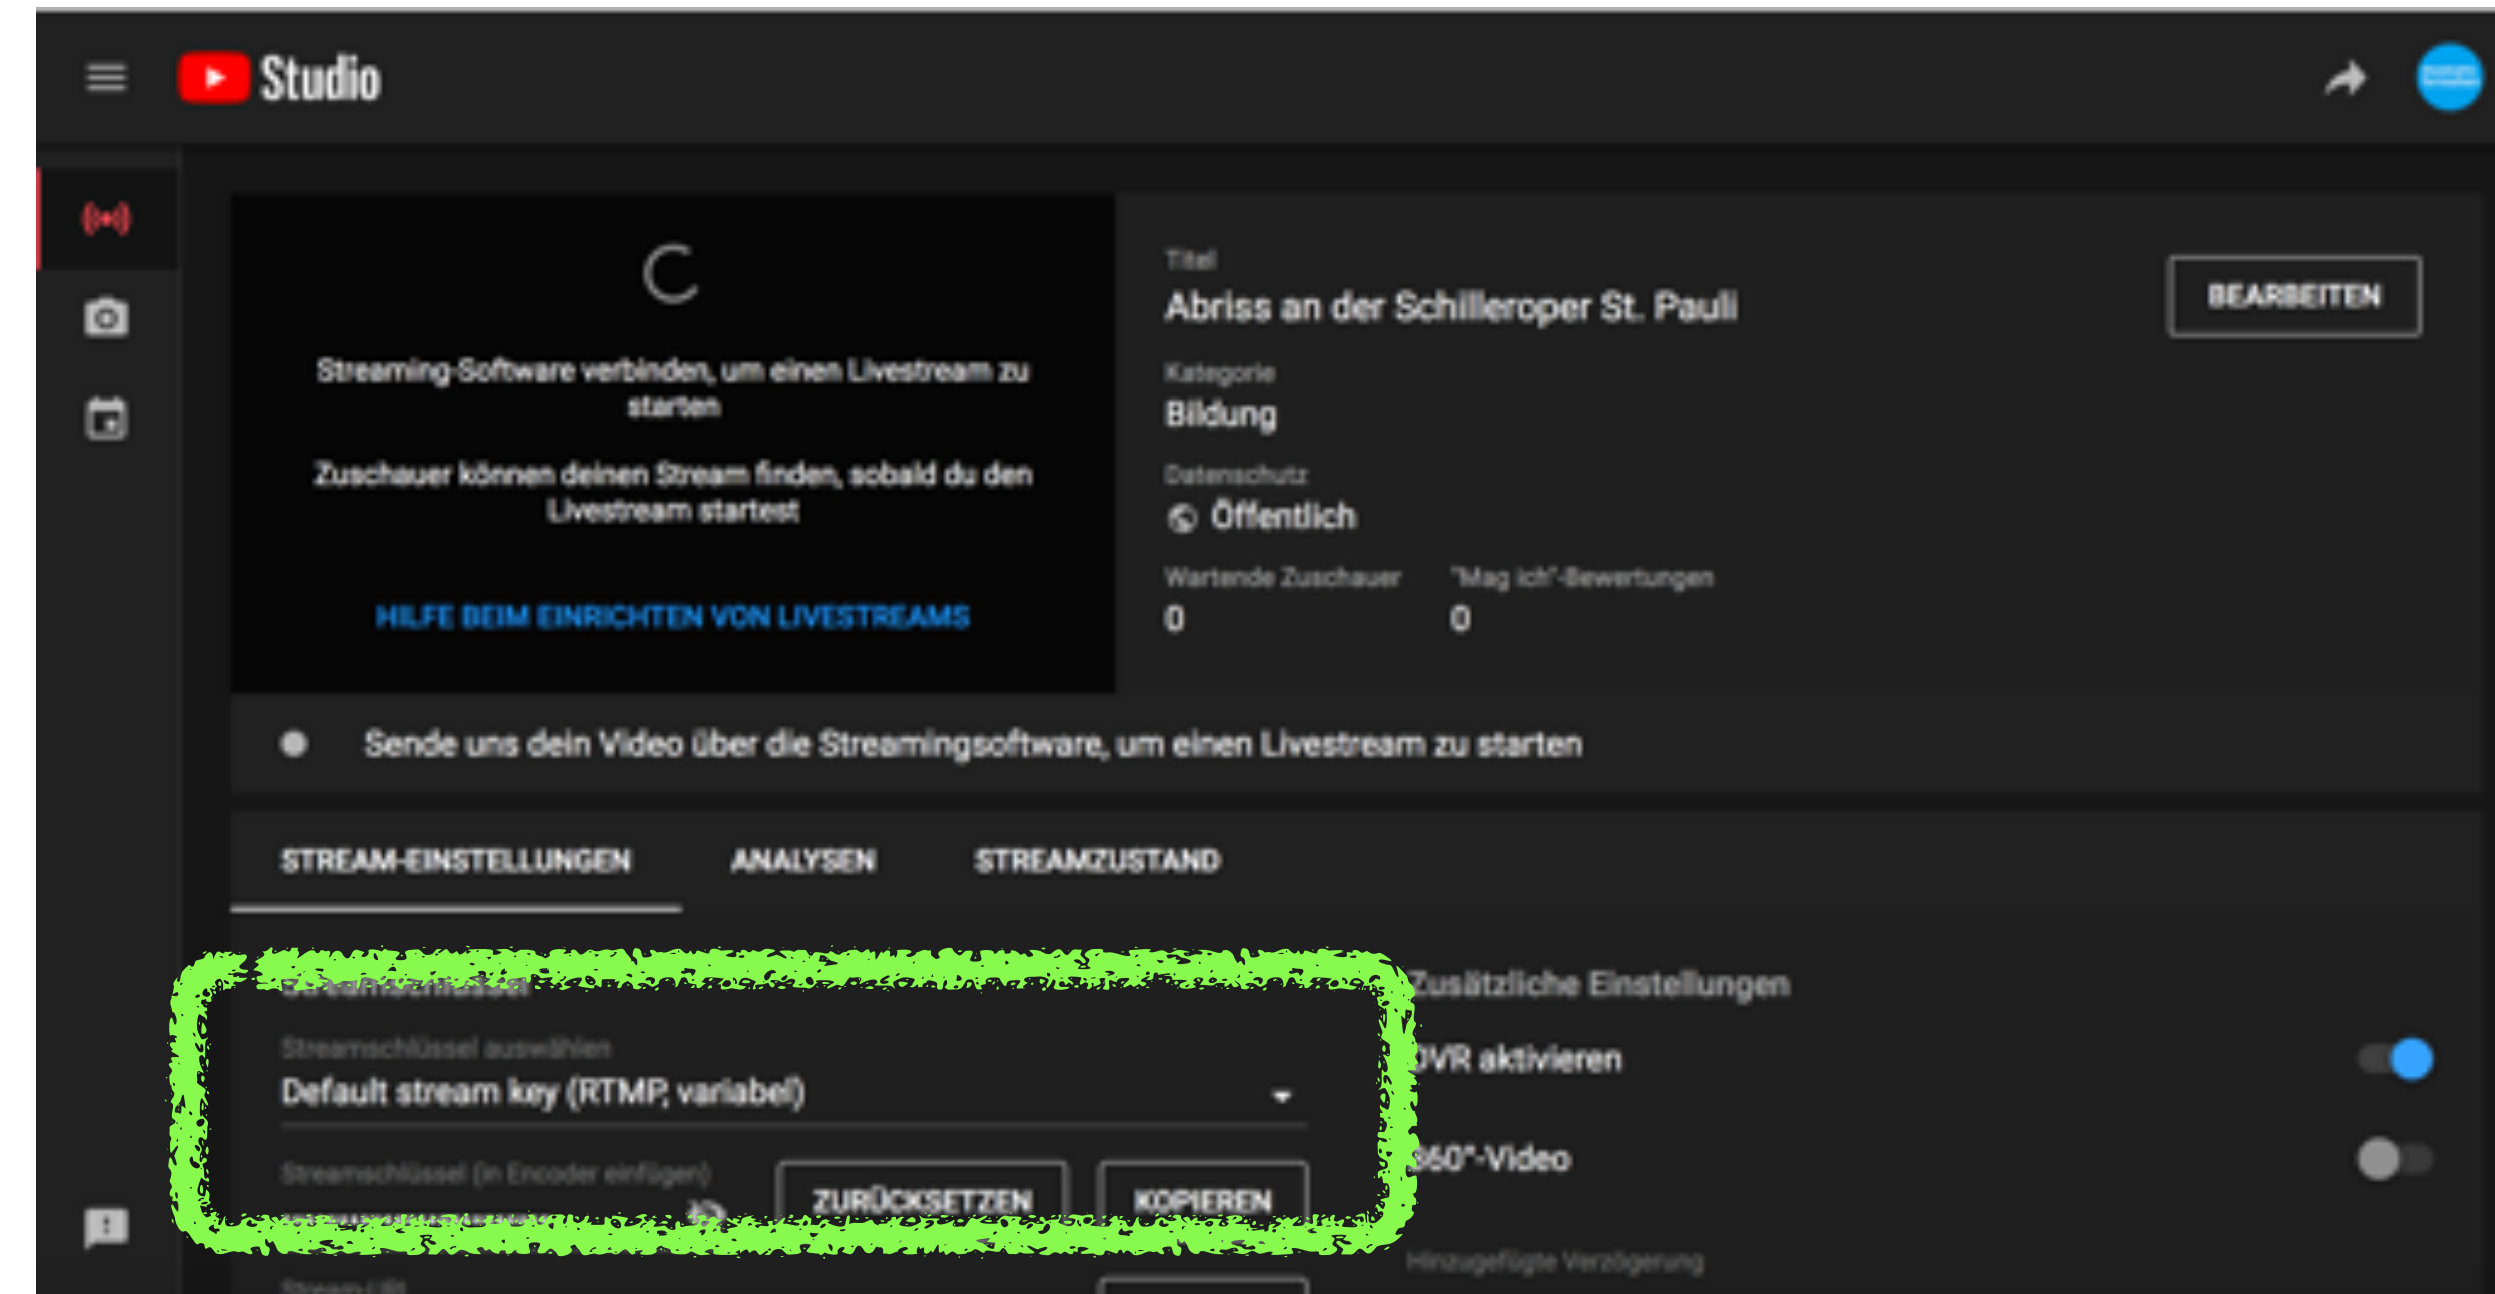 Studio
Titel
Abriss an der Schilleroper St. Pauli
BEARBEITEN
Streaming-Software verbinden, um einen Livestream zu
starten
Kategorie
Bildung
Zuschauer können deinen Stream finden, sobald du den
Livestream startest
Datenschutz
Öffentlich
Wartende Zuschauer
"Mag ich"-Bewertungen
0
0
HILFE BEIM EINRICHTEN VON LIVESTREAMS
Sende uns dein Video über die Streamingsoftware, um einen Livestream zu starten
STREAM-EINSTELLUNGEN
ANALYSEN
STREAMZUSTAND
Streamschlüssel
Streamschlüssel auswählen
Default stream key (RTMP, variabel)
Streamschlüssel (in Encoder einfügen)
ZURÜCKSETZEN
KOPIEREN
Stream-URL
Zusätzliche Einstellungen
DVR aktivieren
360°-Video
Hinzugefügte Verzögerung